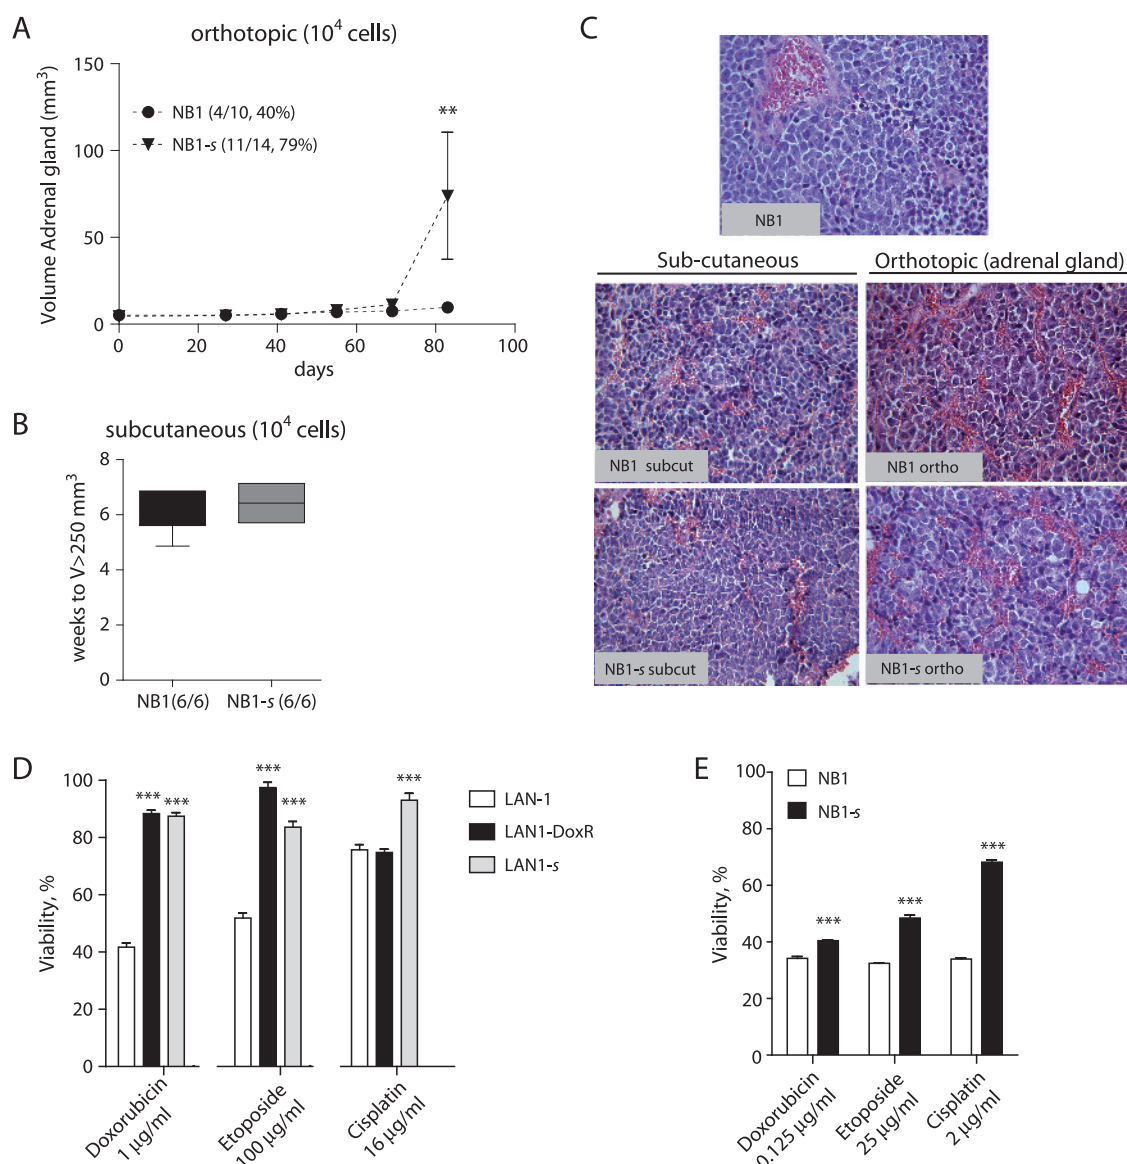 A
orthotopic (10⁴ cells)
Volume Adrenal gland (mm³)
150
100
50
0
NB1 (4/10, 40%)
NB1-s (11/14, 79%)
**
0 20 40 60 80 100
days
B
subcutaneous (10⁴ cells)
weeks to V>250 mm³
8
6
4
2
0
NB1(6/6) NB1-s (6/6)
C
NB1
Sub-cutaneous
Orthotopic (adrenal gland)
NB1 subcut
NB1 ortho
NB1-s subcut
NB1-s ortho
D
Viability, %
100
80
60
40
20
0
*** ***
*** ***
***
LAN-1
LAN1-DoxR
LAN1-s
Doxorubicin
1 µg/ml
Etoposide
100 µg/ml
Cisplatin
16 µg/ml
E
Viability, %
100
80
60
40
20
0
NB1
NB1-s
***
***
***
Doxorubicin
0.125 µg/ml
Etoposide
25 µg/ml
Cisplatin
2 µg/ml